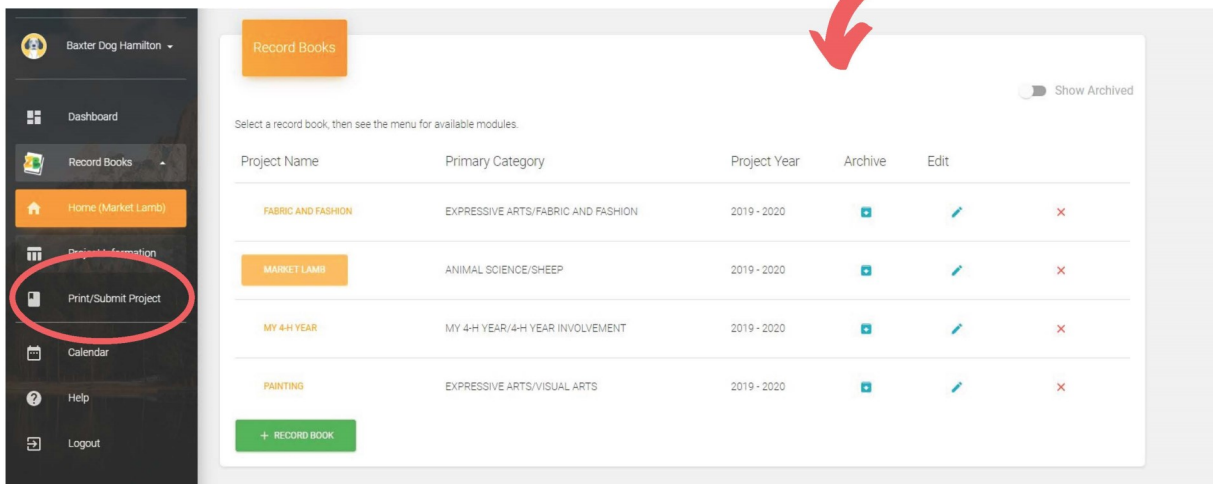 Baxter Dog Hamilton
Dashboard
Record Books
Home (Market Lamb)
Project Information
Print/Submit Project
Calendar
Help
Logout
Record Books
Show Archived
Select a record book, then see the menu for available modules.
Project Name Primary Category Project Year Archive Edit
FABRIC AND FASHION EXPRESSIVE ARTS/FABRIC AND FASHION 2019 - 2020
MARKET LAMB ANIMAL SCIENCE/SHEEP 2019 - 2020
MY 4-H YEAR MY 4-H YEAR/4-H YEAR INVOLVEMENT 2019 - 2020
PAINTING EXPRESSIVE ARTS/VISUAL ARTS 2019 - 2020
+ RECORD BOOK